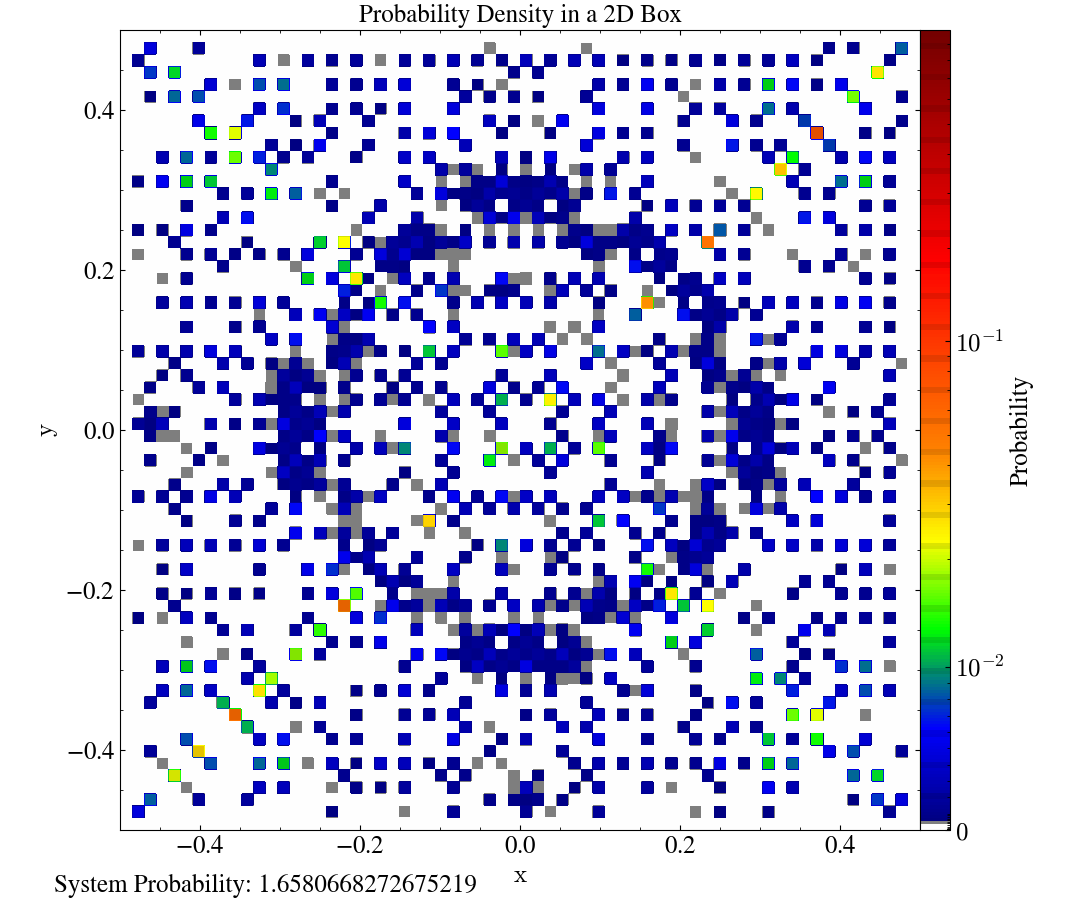 Probability Density in a 2D Box
0.4
0.2
0.0
−0.2
−0.4
y
−0.4 −0.2 0.0 0.2 0.4
x
10⁻¹
10⁻²
0
Probability
System Probability: 1.6580668272675219